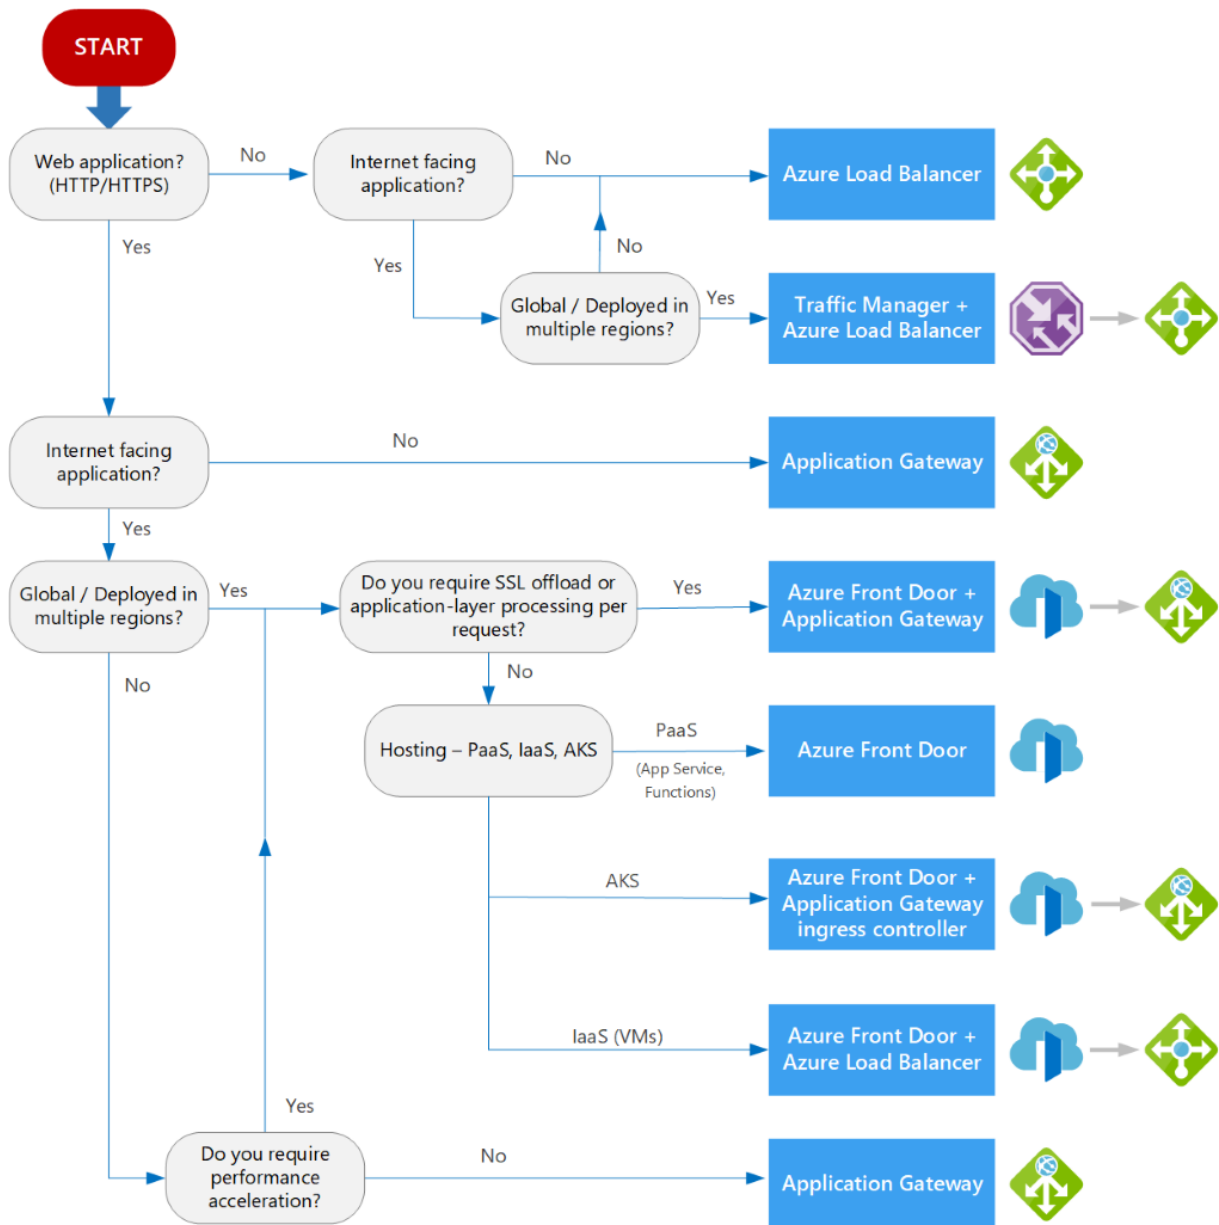 START
Web application?
(HTTP/HTTPS)
No
Internet facing
application?
No
Azure Load Balancer
Yes
Yes
No
Global / Deployed in
multiple regions?
Yes
Traffic Manager +
Azure Load Balancer
Internet facing
application?
No
Application Gateway
Yes
Global / Deployed in
multiple regions?
Yes
Do you require SSL offload or
application-layer processing per
request?
Yes
Azure Front Door +
Application Gateway
No
No
Hosting – PaaS, IaaS, AKS
PaaS
(App Service,
Functions)
Azure Front Door
AKS
Azure Front Door +
Application Gateway
ingress controller
IaaS (VMs)
Azure Front Door +
Azure Load Balancer
Yes
Do you require
performance
acceleration?
No
Application Gateway